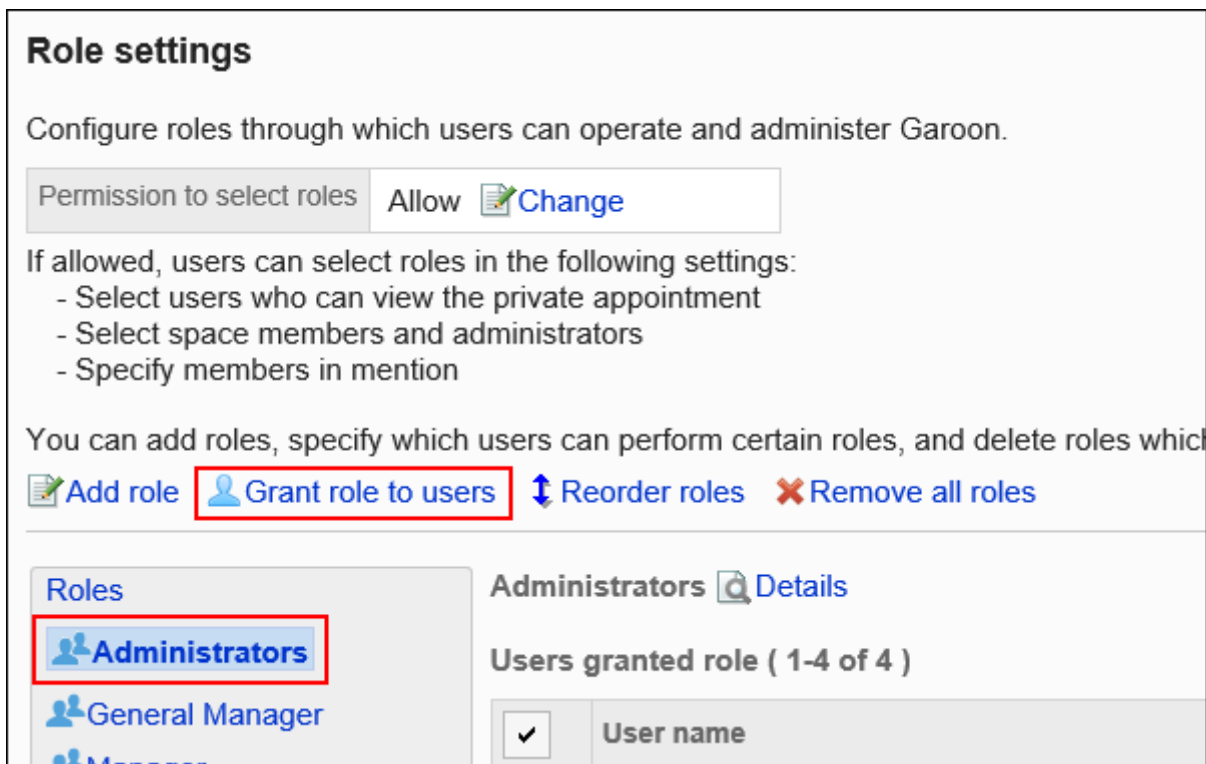 Role settings
Configure roles through which users can operate and administer Garoon.
Permission to select roles Allow Change
If allowed, users can select roles in the following settings:
- Select users who can view the private appointment
- Select space members and administrators
- Specify members in mention
You can add roles, specify which users can perform certain roles, and delete roles
Add role Grant role to users Reorder roles Remove all roles
Roles
Administrators
General Manager
Manager
Administrators Details
Users granted role ( 1-4 of 4 )
User name